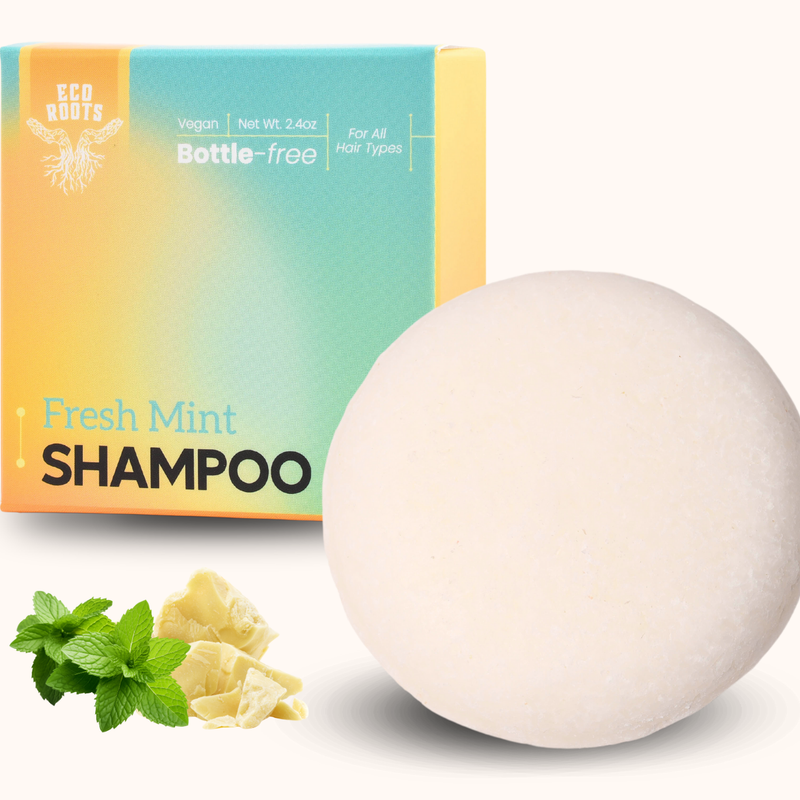 ECO
ROOTS
Vegan | Net Wt. 2.4oz
Bottle-free
For All
Hair Types
Fresh Mint
SHAMPOO